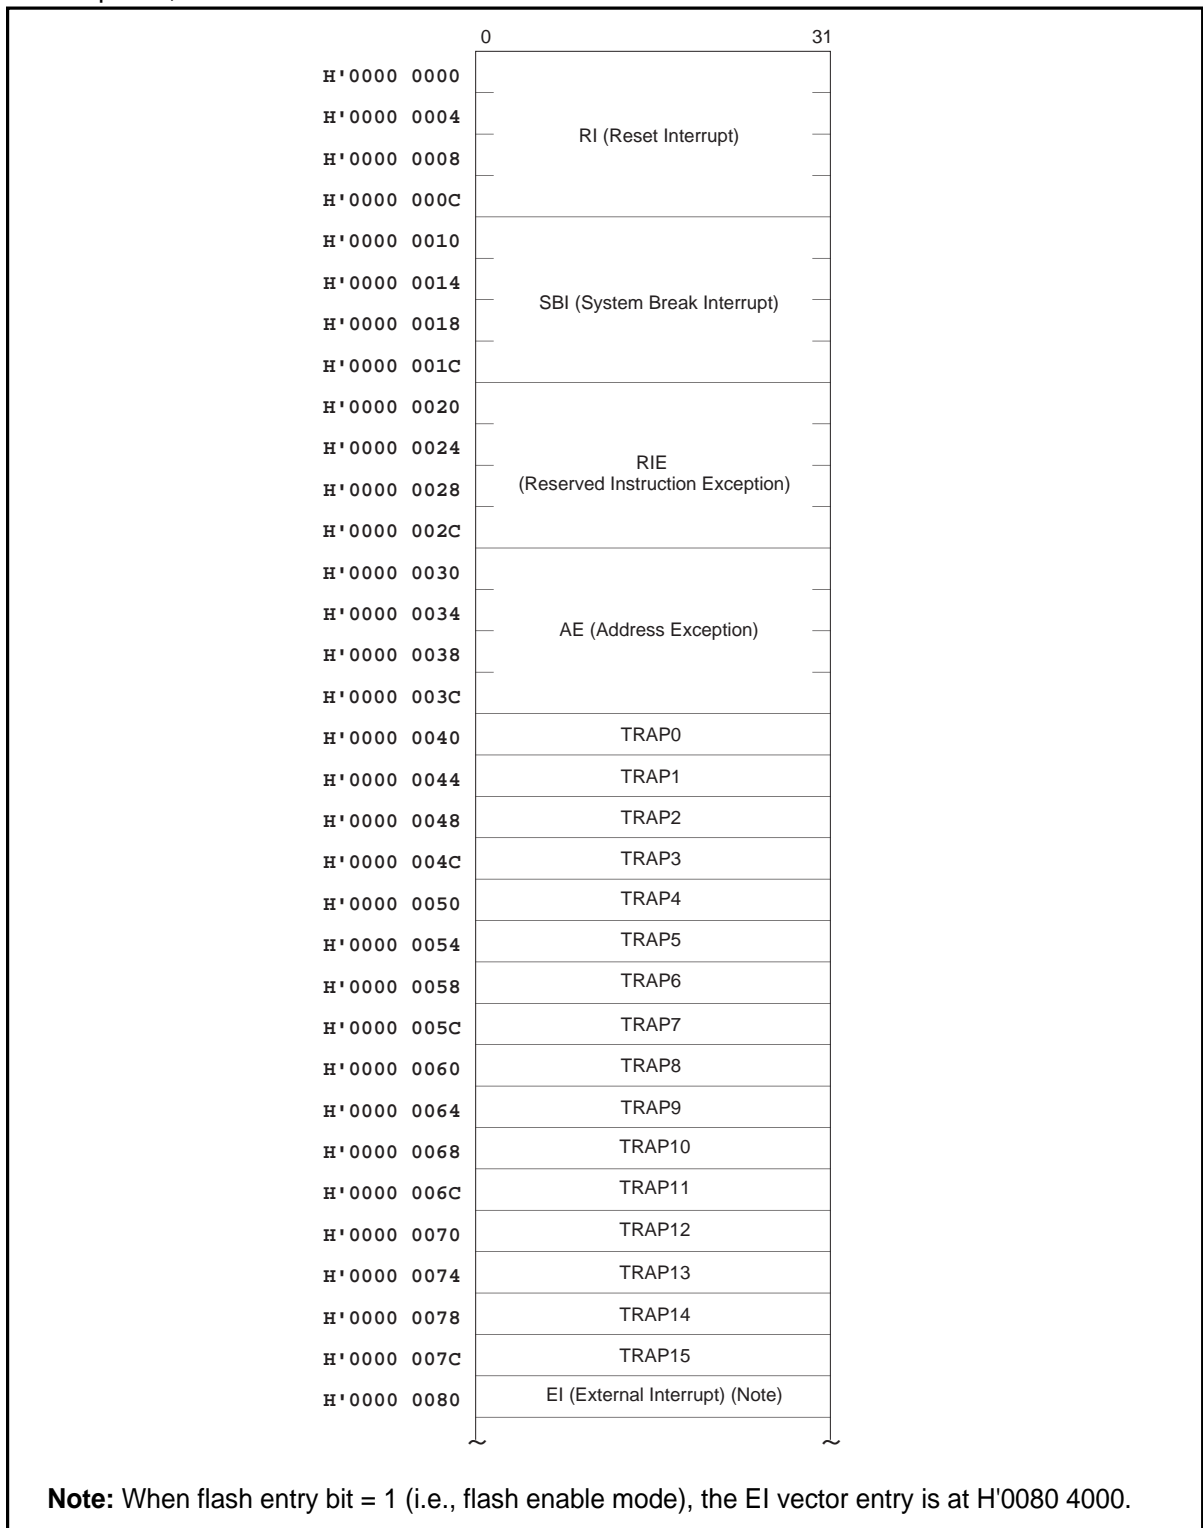 0 31
H'0000 0000
H'0000 0004
RI (Reset Interrupt)
H'0000 0008
H'0000 000C
H'0000 0010
H'0000 0014
SBI (System Break Interrupt)
H'0000 0018
H'0000 001C
H'0000 0020
H'0000 0024
RIE
(Reserved Instruction Exception)
H'0000 0028
H'0000 002C
H'0000 0030
H'0000 0034
AE (Address Exception)
H'0000 0038
H'0000 003C
H'0000 0040 TRAP0
H'0000 0044 TRAP1
H'0000 0048 TRAP2
H'0000 004C TRAP3
H'0000 0050 TRAP4
H'0000 0054 TRAP5
H'0000 0058 TRAP6
H'0000 005C TRAP7
H'0000 0060 TRAP8
H'0000 0064 TRAP9
H'0000 0068 TRAP10
H'0000 006C TRAP11
H'0000 0070 TRAP12
H'0000 0074 TRAP13
H'0000 0078 TRAP14
H'0000 007C TRAP15
H'0000 0080 EI (External Interrupt) (Note)
Note: When flash entry bit = 1 (i.e., flash enable mode), the EI vector entry is at H'0080 4000.